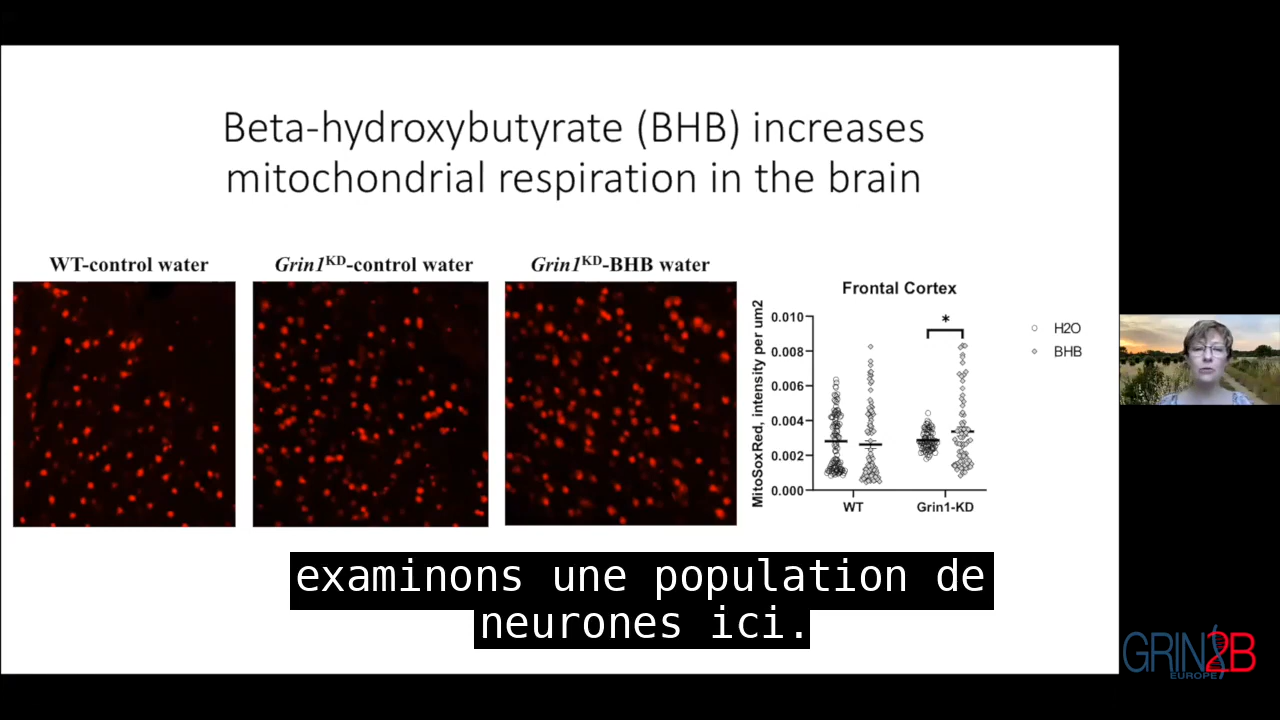 Beta-hydroxybutyrate (BHB) increases
mitochondrial respiration in the brain
WT-control water
Grin1KD-control water
Grin1KD-BHB water
Frontal Cortex
MitoSoxRed, intensity per um2
0.010
0.008
0.006
0.004
0.002
0.000
*
WT
Grin1-KD
H2O
BHB
examinons une population de
neurones ici.
GRIN2B
EUROPE